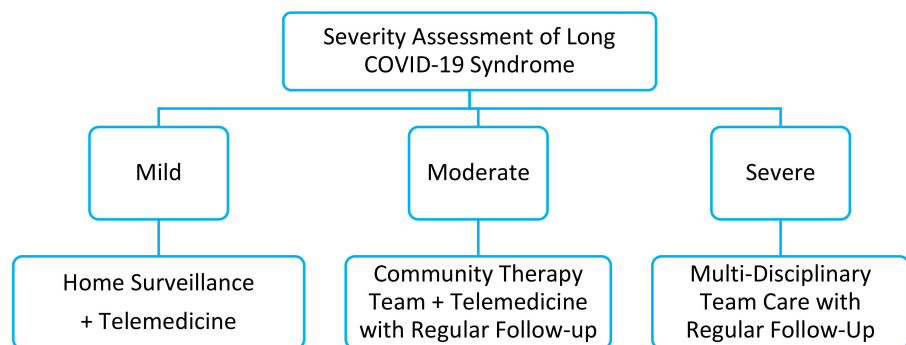 Severity Assessment of Long
COVID-19 Syndrome
Mild
Moderate
Severe
Home Surveillance
+ Telemedicine
Community Therapy
Team + Telemedicine
with Regular Follow-up
Multi-Disciplinary
Team Care with
Regular Follow-Up